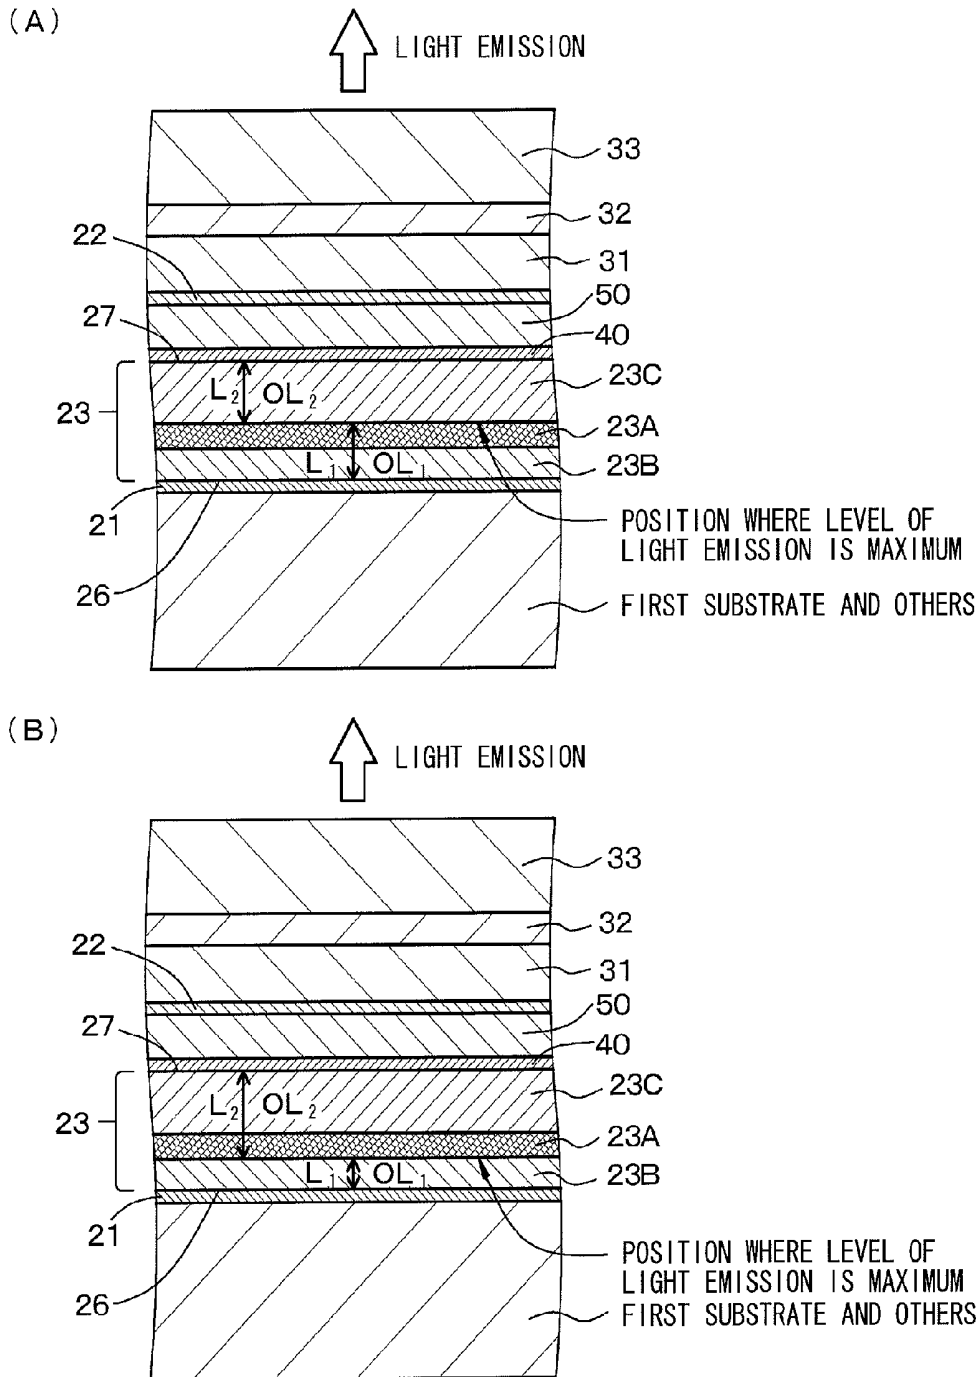 (A)
LIGHT EMISSION
33
32
22
31
50
27
40
L2 OL2
23C
23
23A
L1 OL1
23B
21
POSITION WHERE LEVEL OF
LIGHT EMISSION IS MAXIMUM
26
FIRST SUBSTRATE AND OTHERS
(B)
LIGHT EMISSION
33
32
22
31
50
27
40
23C
L2 OL2
23
23A
L1 OL1
23B
21
POSITION WHERE LEVEL OF
LIGHT EMISSION IS MAXIMUM
26
FIRST SUBSTRATE AND OTHERS